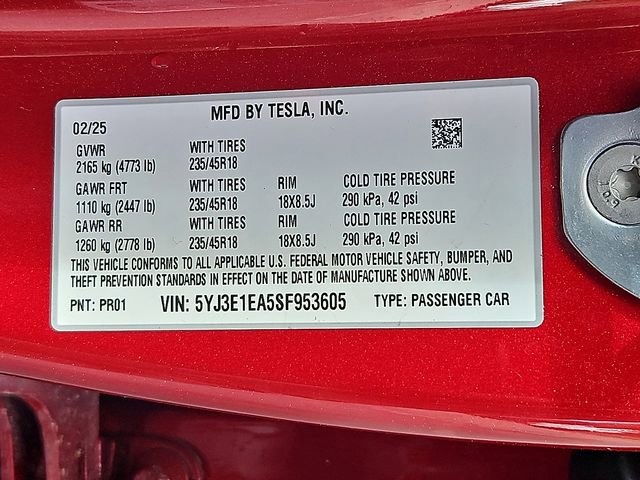 MFD BY TESLA, INC.
02/25
GVWR WITH TIRES
2165 kg (4773 lb) 235/45R18
GAWR FRT WITH TIRES RIM COLD TIRE PRESSURE
1110 kg (2447 lb) 235/45R18 18X8.5J 290 kPa, 42 psi
GAWR RR WITH TIRES RIM COLD TIRE PRESSURE
1260 kg (2778 lb) 235/45R18 18X8.5J 290 kPa, 42 psi
THIS VEHICLE CONFORMS TO ALL APPLICABLE U.S. FEDERAL MOTOR VEHICLE SAFETY, BUMPER, AND
THEFT PREVENTION STANDARDS IN EFFECT ON THE DATE OF MANUFACTURE SHOWN ABOVE.
PNT: PR01 VIN: 5YJ3E1EA5SF953605 TYPE: PASSENGER CAR